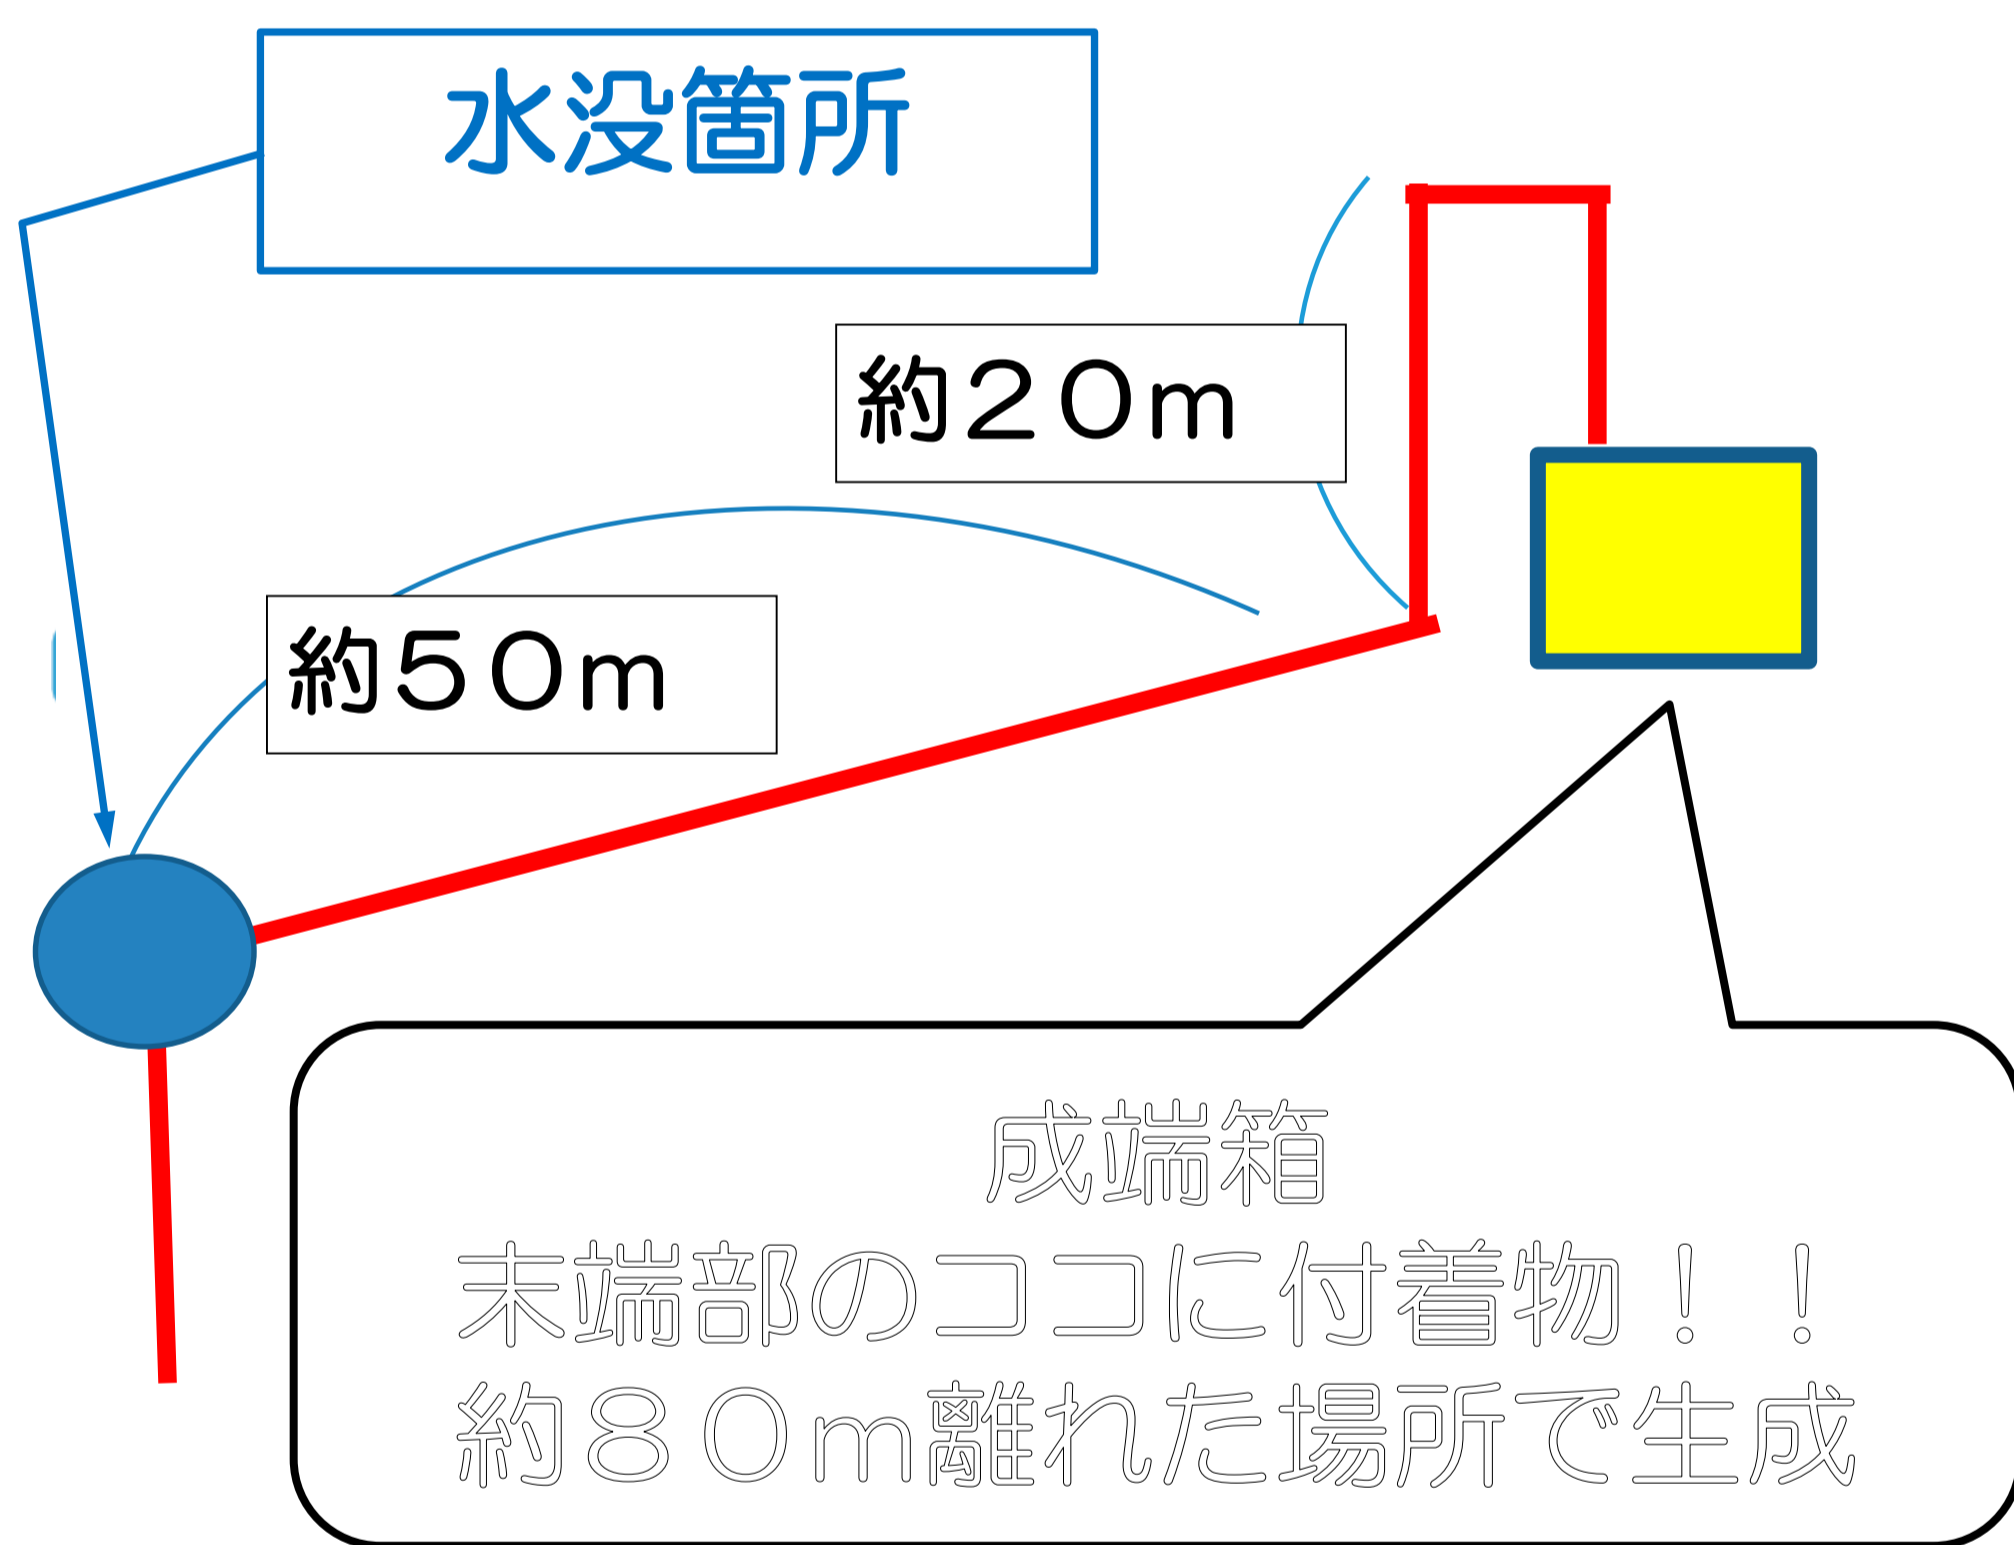 水没箇所
約２０ｍ
約５０ｍ
成端箱
末端部のココに付着物！！
約８０ｍ離れた場所で生成